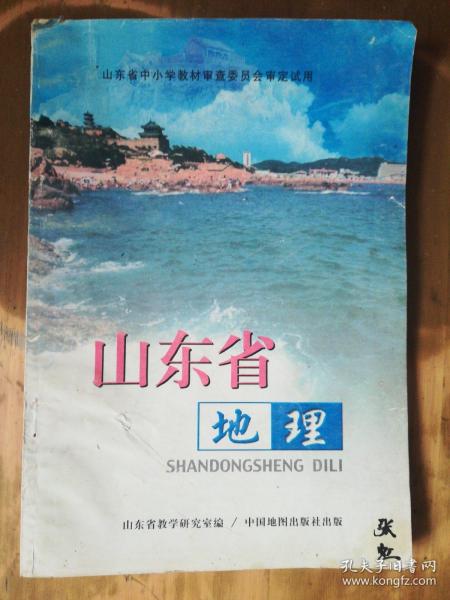 山东省中小学教材审查委员会审定试用
山东省
地理
SHANDONGSHENG DILI
山东省教学研究室编 / 中国地图出版社出版
张
孔夫子旧书网
www.kongfz.com